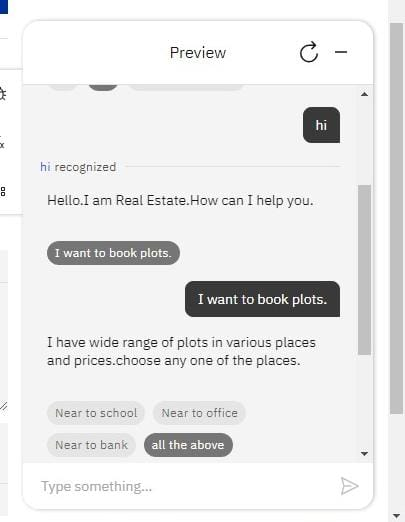 Preview
hi
hi recognized
Hello.I am Real Estate.How can I help you.
I want to book plots.
I want to book plots.
I have wide range of plots in various places
and prices.choose any one of the places.
Near to school Near to office
Near to bank all the above
Type something...